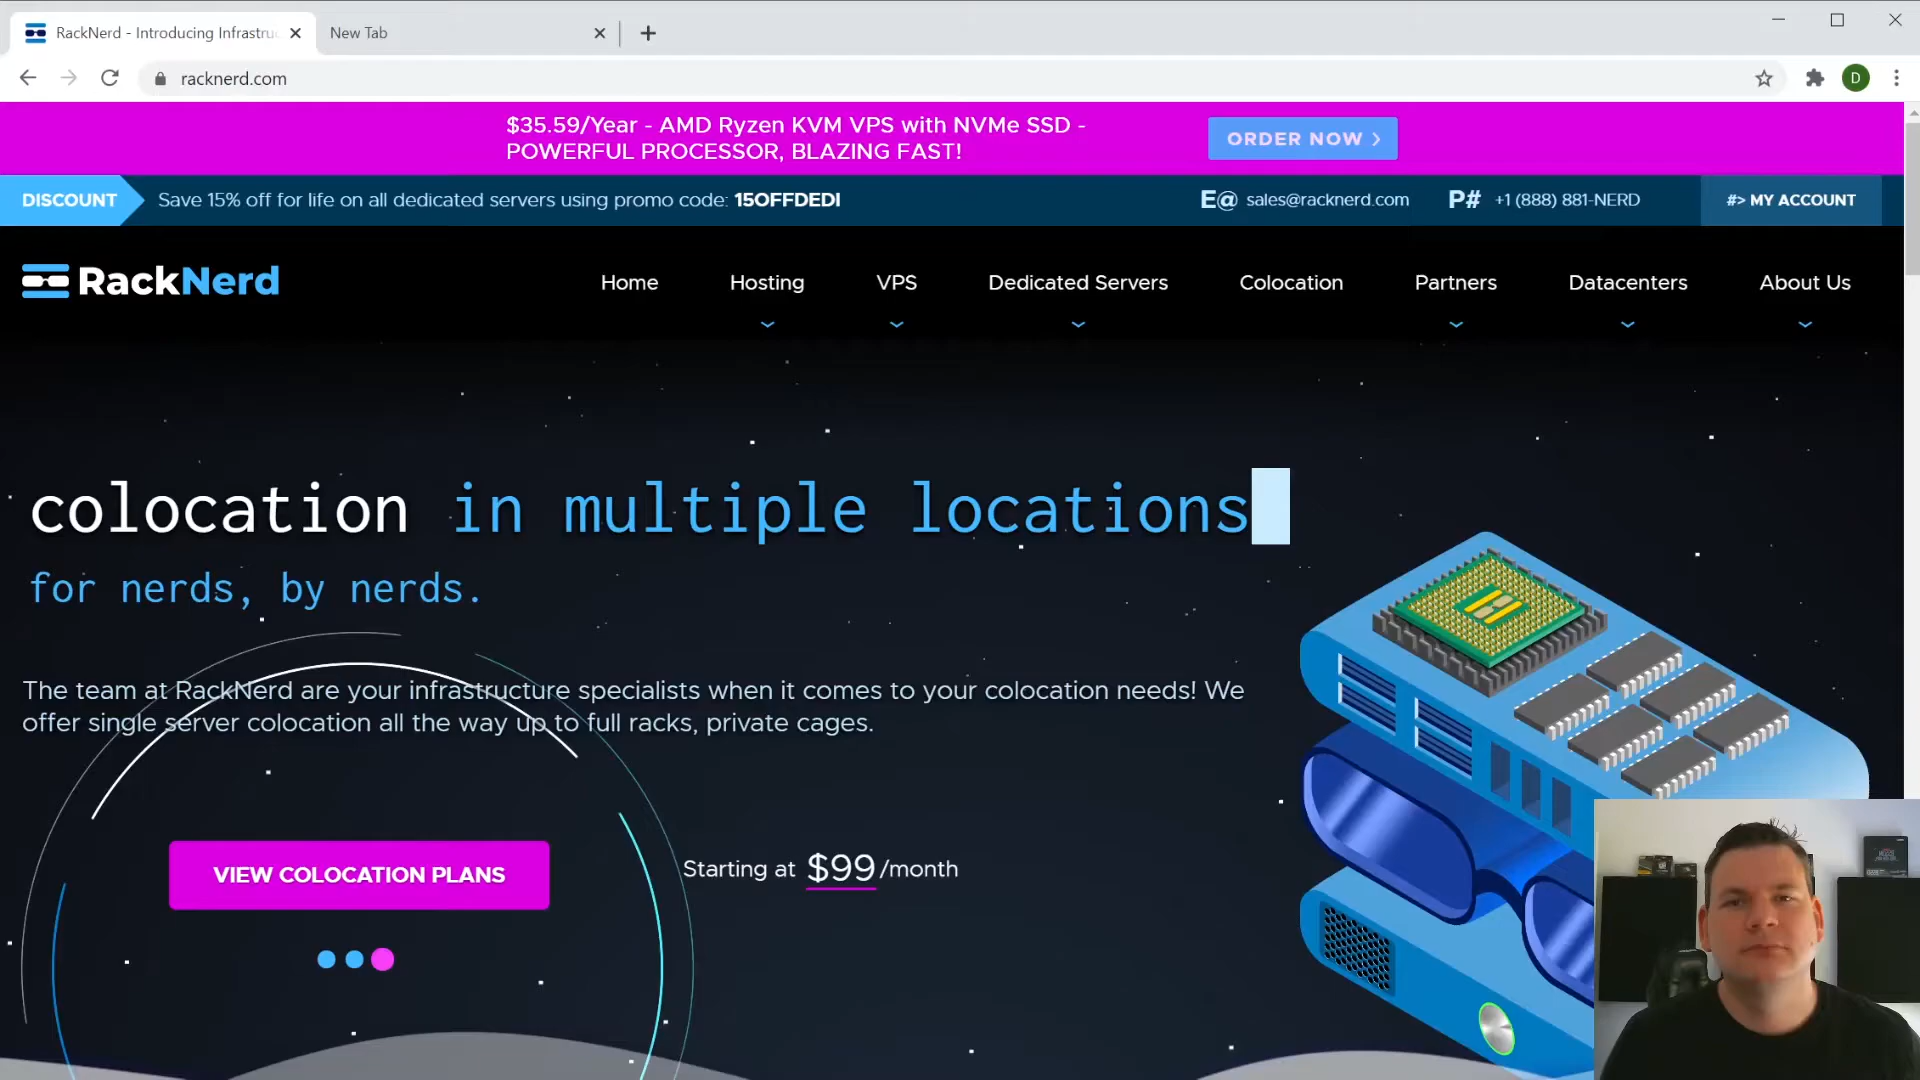 RackNerd - Introducing Infrastru
New Tab
racknerd.com
D
$35.59/Year - AMD Ryzen KVM VPS with NVMe SSD -
POWERFUL PROCESSOR, BLAZING FAST!
ORDER NOW
DISCOUNT
Save 15% off for life on all dedicated servers using promo code: 15OFFDEDI
E@ sales@racknerd.com
P# +1 (888) 881-NERD
#> MY ACCOUNT
RackNerd
Home
Hosting
VPS
Dedicated Servers
Colocation
Partners
Datacenters
About Us
colocation in multiple locations
for nerds, by nerds.
The team at RackNerd are your infrastructure specialists when it comes to your colocation needs! We
offer single server colocation all the way up to full racks, private cages.
VIEW COLOCATION PLANS
Starting at $99/month